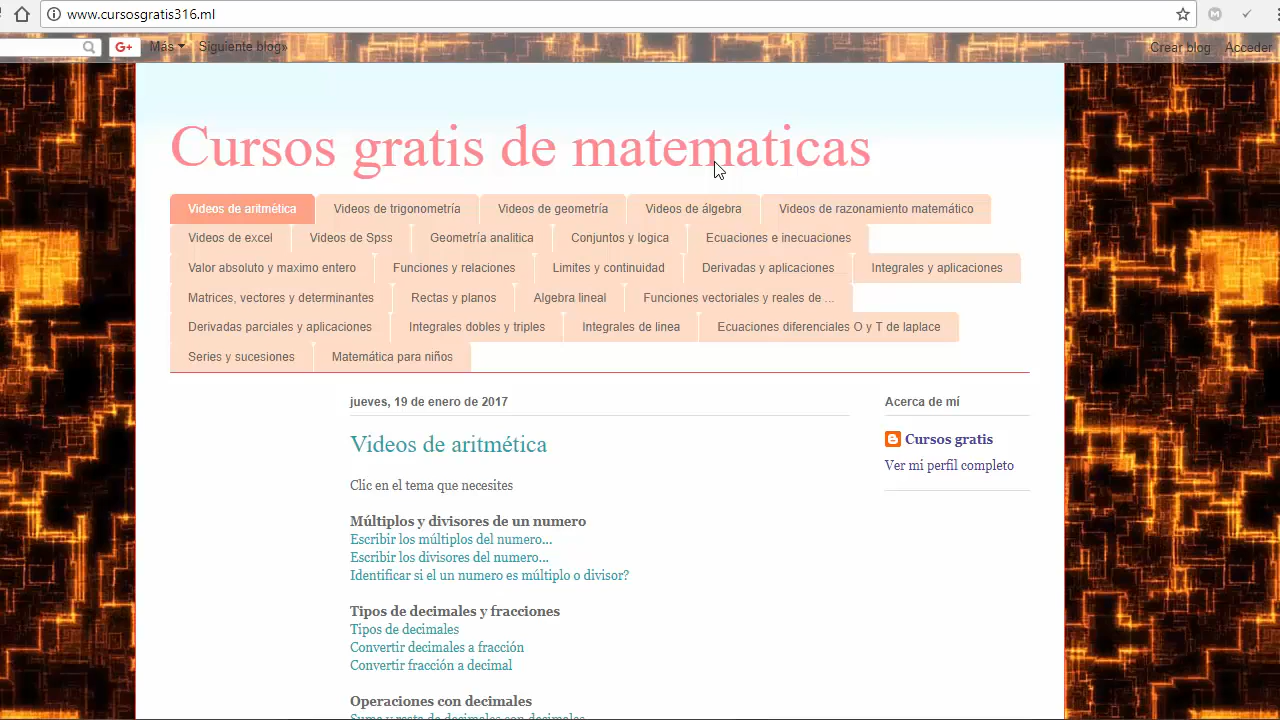 www.cursosgratis316.ml
Más Siguiente blog» Crear blog Acceder
Cursos gratis de matematicas
Videos de aritmética Videos de trigonometría Videos de geometría Videos de álgebra Videos de razonamiento matemático
Videos de excel Videos de Spss Geometría analitica Conjuntos y logica Ecuaciones e inecuaciones
Valor absoluto y maximo entero Funciones y relaciones Limites y continuidad Derivadas y aplicaciones Integrales y aplicaciones
Matrices, vectores y determinantes Rectas y planos Algebra lineal Funciones vectoriales y reales de ...
Derivadas parciales y aplicaciones Integrales dobles y triples Integrales de linea Ecuaciones diferenciales O y T de laplace
Series y sucesiones Matemática para niños
jueves, 19 de enero de 2017
Videos de aritmética
Clic en el tema que necesites
Múltiplos y divisores de un numero
Escribir los múltiplos del numero...
Escribir los divisores del numero...
Identificar si el un numero es múltiplo o divisor?
Tipos de decimales y fracciones
Tipos de decimales
Convertir decimales a fracción
Convertir fracción a decimal
Operaciones con decimales
Suma y resta de decimales con decimales
Acerca de mí
Cursos gratis
Ver mi perfil completo